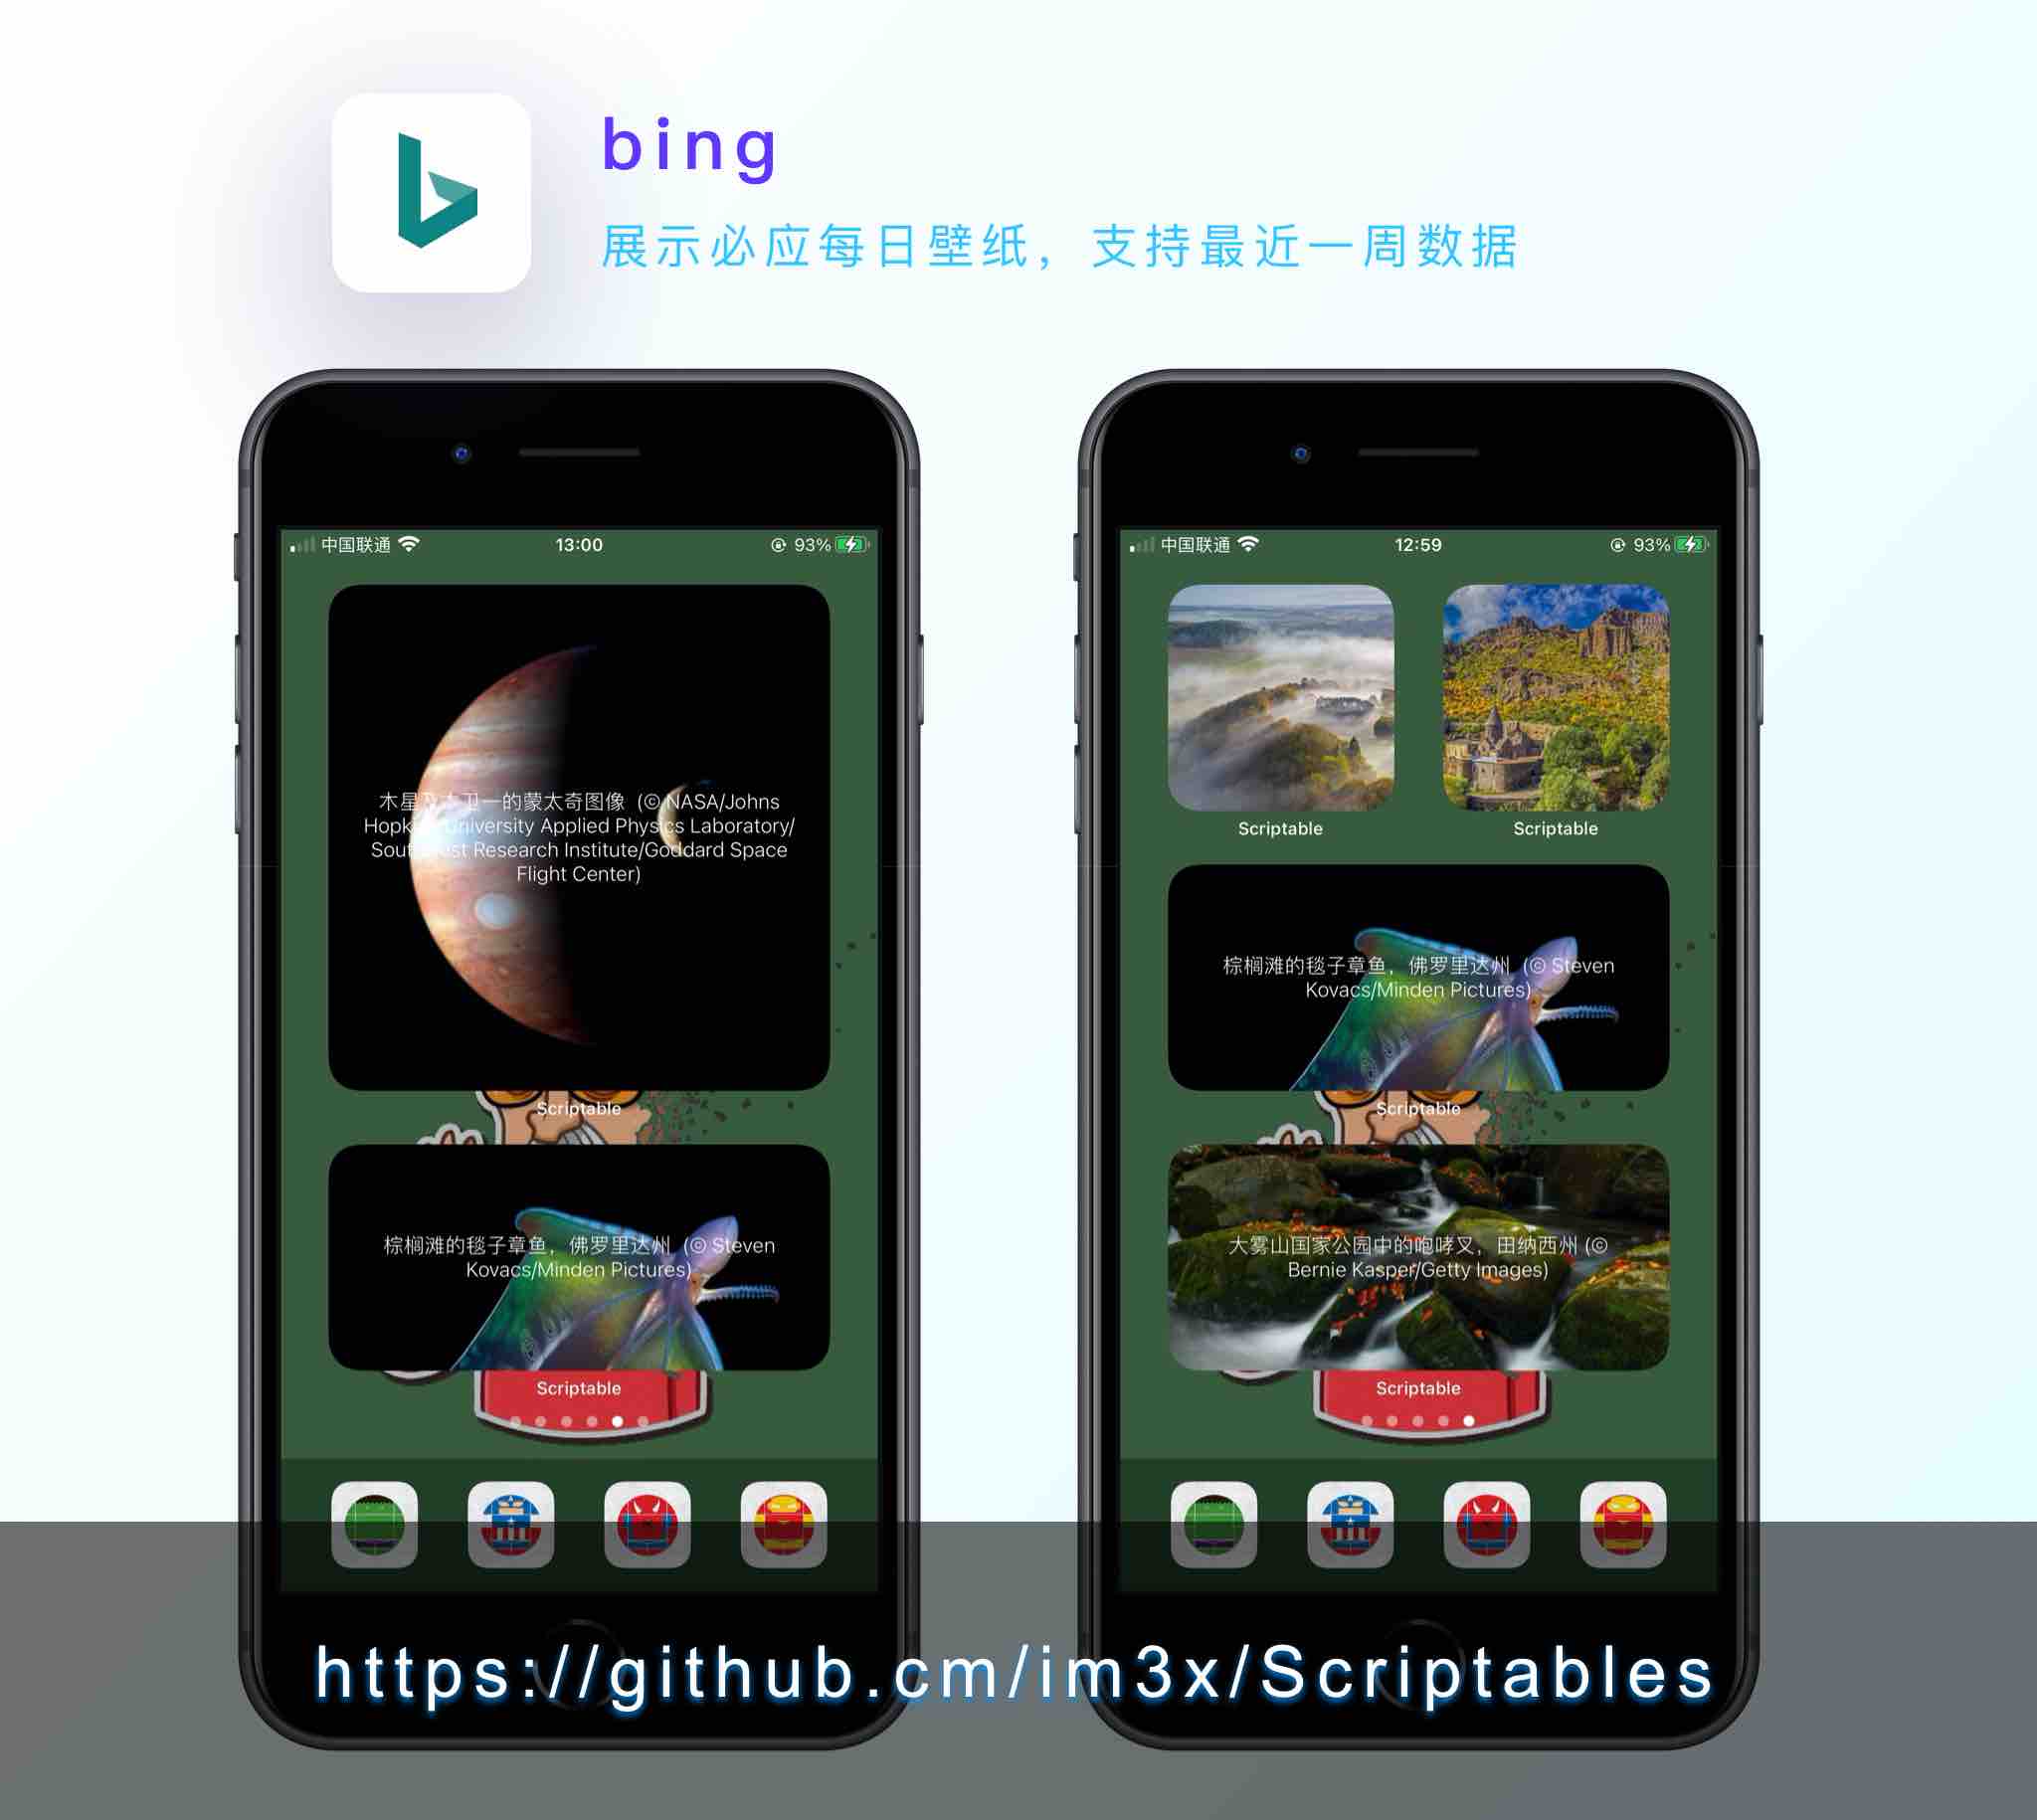 bing
展示必应每日壁纸，支持最近一周数据
中国联通
13:00
93%
木星及木卫一的蒙太奇图像 (© NASA/Johns
Hopkins University Applied Physics Laboratory/
Southwest Research Institute/Goddard Space
Flight Center)
Scriptable
棕榈滩的毯子章鱼，佛罗里达州 (© Steven
Kovacs/Minden Pictures)
Scriptable
中国联通
12:59
93%
Scriptable
Scriptable
棕榈滩的毯子章鱼，佛罗里达州 (© Steven
Kovacs/Minden Pictures)
Scriptable
大雾山国家公园中的咆哮叉，田纳西州 (©
Bernie Kasper/Getty Images)
Scriptable
https://github.cm/im3x/Scriptables